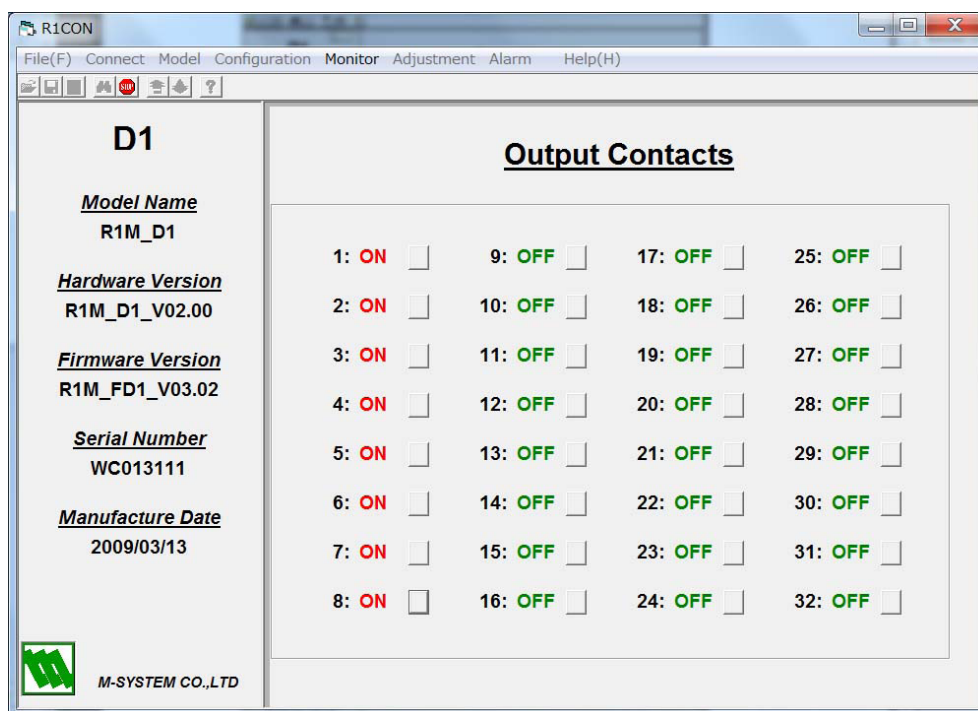 R1CON
File(F) Connect Model Configuration Monitor Adjustment Alarm Help(H)
STOP ?
D1
Model Name
R1M_D1
Hardware Version
R1M_D1_V02.00
Firmware Version
R1M_FD1_V03.02
Serial Number
WC013111
Manufacture Date
2009/03/13
M-SYSTEM CO.,LTD
Output Contacts
1: ON 9: OFF 17: OFF 25: OFF
2: ON 10: OFF 18: OFF 26: OFF
3: ON 11: OFF 19: OFF 27: OFF
4: ON 12: OFF 20: OFF 28: OFF
5: ON 13: OFF 21: OFF 29: OFF
6: ON 14: OFF 22: OFF 30: OFF
7: ON 15: OFF 23: OFF 31: OFF
8: ON 16: OFF 24: OFF 32: OFF